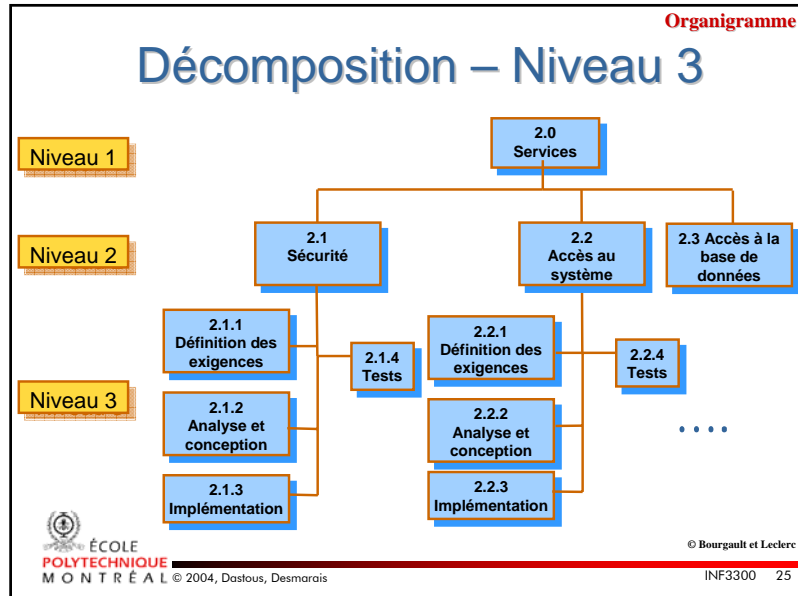 Organigramme
Décomposition – Niveau 3
Niveau 1
2.0
Services
Niveau 2
2.1
Sécurité
2.2
Accès au
système
2.3 Accès à la
base de
données
Niveau 3
2.1.1
Définition des
exigences
2.1.4
Tests
2.1.2
Analyse et
conception
2.1.3
Implémentation
2.2.1
Définition des
exigences
2.2.4
Tests
2.2.2
Analyse et
conception
2.2.3
Implémentation
....
© Bourgault et Leclerc
ÉCOLE
POLYTECHNIQUE
MONTRÉAL © 2004, Dastous, Desmarais
INF3300 25